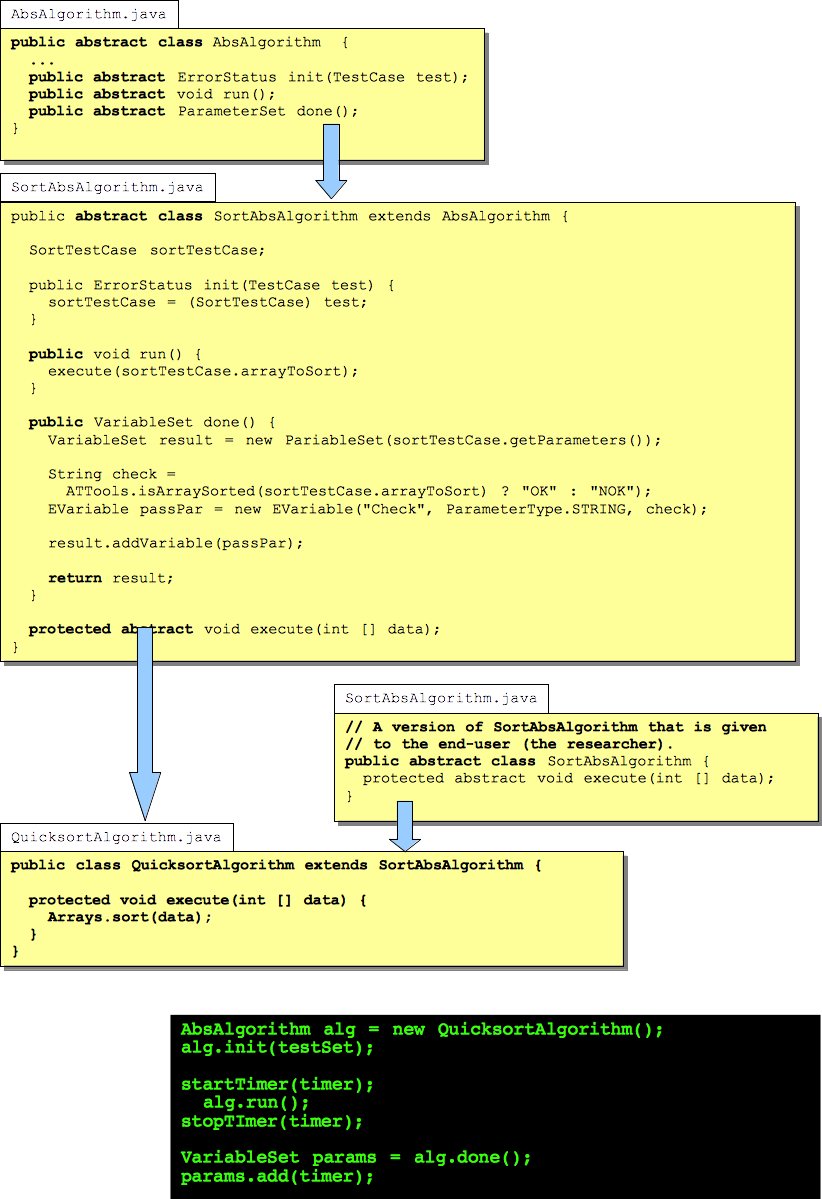 AbsAlgorithm.java
public abstract class AbsAlgorithm  {
  ...
  public abstract ErrorStatus init(TestCase test);
  public abstract void run();
  public abstract ParameterSet done();
}
SortAbsAlgorithm.java
public abstract class SortAbsAlgorithm extends AbsAlgorithm {
  SortTestCase sortTestCase;
  public ErrorStatus init(TestCase test) {
    sortTestCase = (SortTestCase) test;
  }
  public void run() {
    execute(sortTestCase.arrayToSort);
  }
  public VariableSet done() {
    VariableSet result = new PariableSet(sortTestCase.getParameters());
    String check =
      ATTools.isArraySorted(sortTestCase.arrayToSort) ? "OK" : "NOK");
    EVariable passPar = new EVariable("Check", ParameterType.STRING, check);
    result.addVariable(passPar);
    return result;
  }
  protected abstract void execute(int [] data);
}
SortAbsAlgorithm.java
// A version of SortAbsAlgorithm that is given
// to the end-user (the researcher).
public abstract class SortAbsAlgorithm {
  protected abstract void execute(int [] data);
}
QuicksortAlgorithm.java
public class QuicksortAlgorithm extends SortAbsAlgorithm {
  protected void execute(int [] data) {
    Arrays.sort(data);
  }
}
AbsAlgorithm alg = new QuicksortAlgorithm();
alg.init(testSet);
startTimer(timer);
  alg.run();
stopTImer(timer);
VariableSet params = alg.done();
params.add(timer);